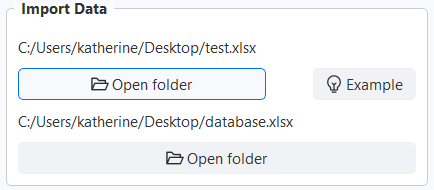 Import Data
C:/Users/katherine/Desktop/test.xlsx
Open folder
Example
C:/Users/katherine/Desktop/database.xlsx
Open folder